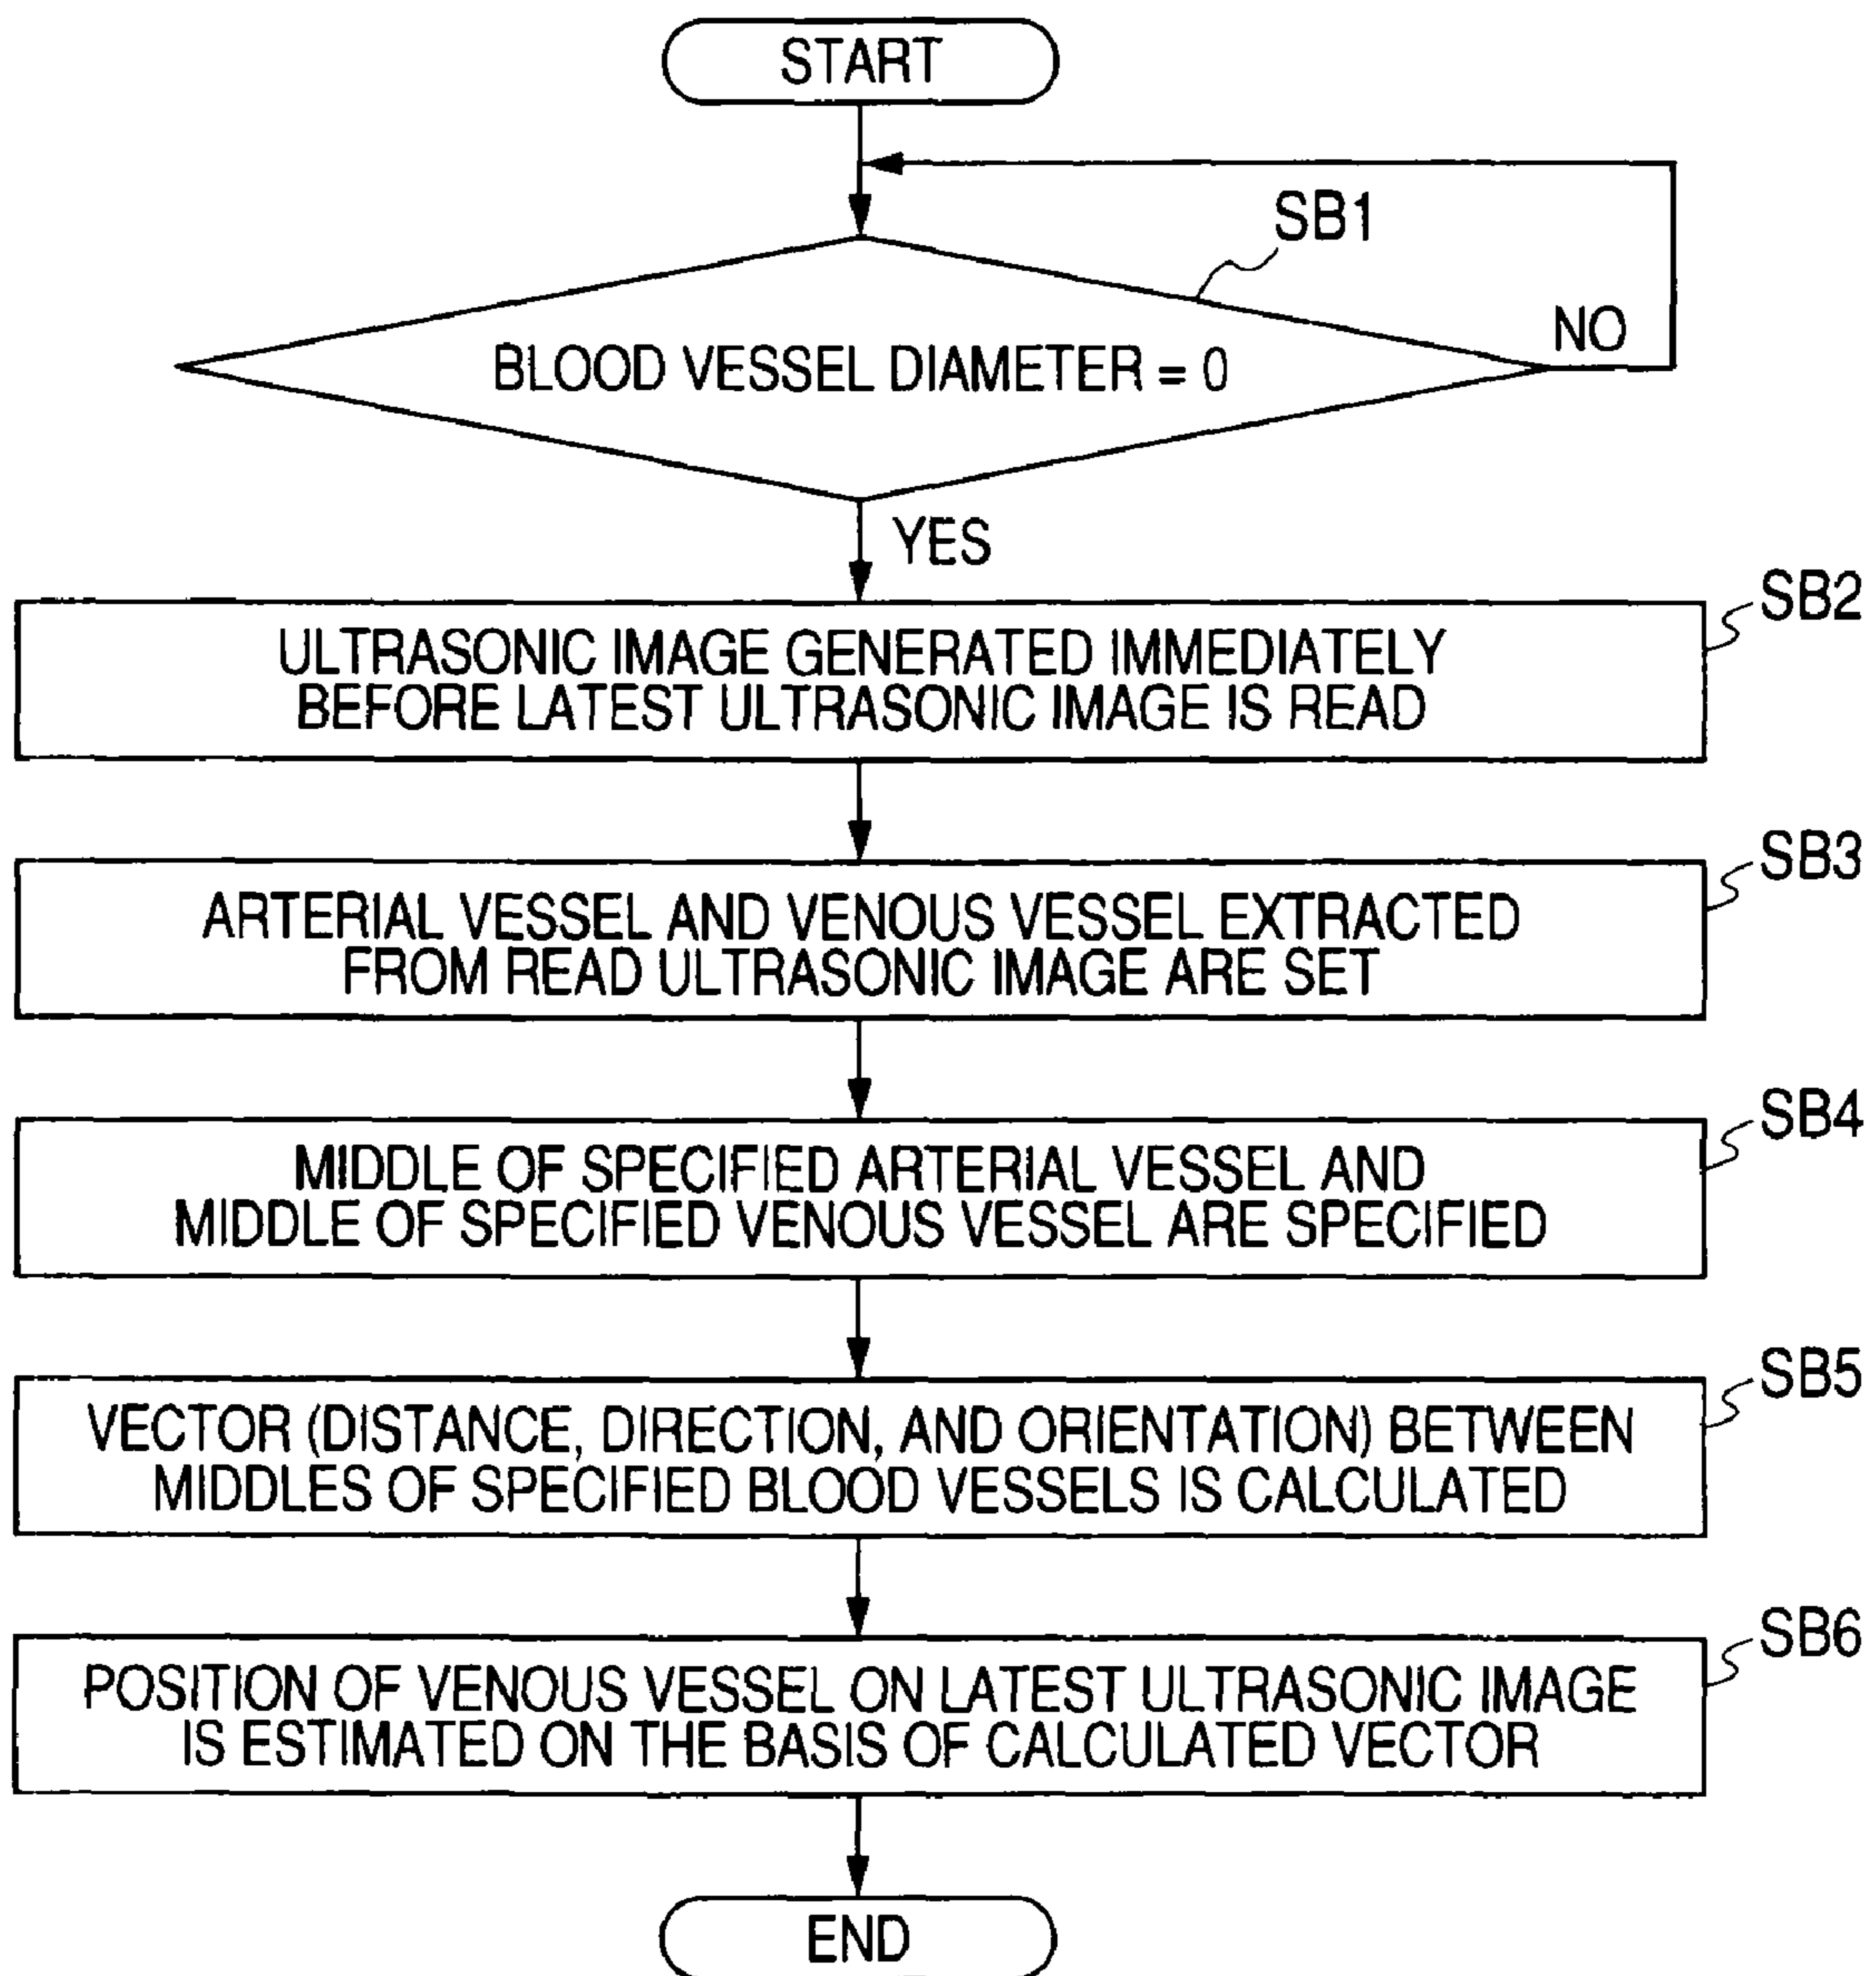 START
SB1
NO
BLOOD VESSEL DIAMETER = 0
YES
SB2
ULTRASONIC IMAGE GENERATED IMMEDIATELY
BEFORE LATEST ULTRASONIC IMAGE IS READ
SB3
ARTERIAL VESSEL AND VENOUS VESSEL EXTRACTED
FROM READ ULTRASONIC IMAGE ARE SET
SB4
MIDDLE OF SPECIFIED ARTERIAL VESSEL AND
MIDDLE OF SPECIFIED VENOUS VESSEL ARE SPECIFIED
SB5
VECTOR (DISTANCE, DIRECTION, AND ORIENTATION) BETWEEN
MIDDLES OF SPECIFIED BLOOD VESSELS IS CALCULATED
SB6
POSITION OF VENOUS VESSEL ON LATEST ULTRASONIC IMAGE
IS ESTIMATED ON THE BASIS OF CALCULATED VECTOR
END